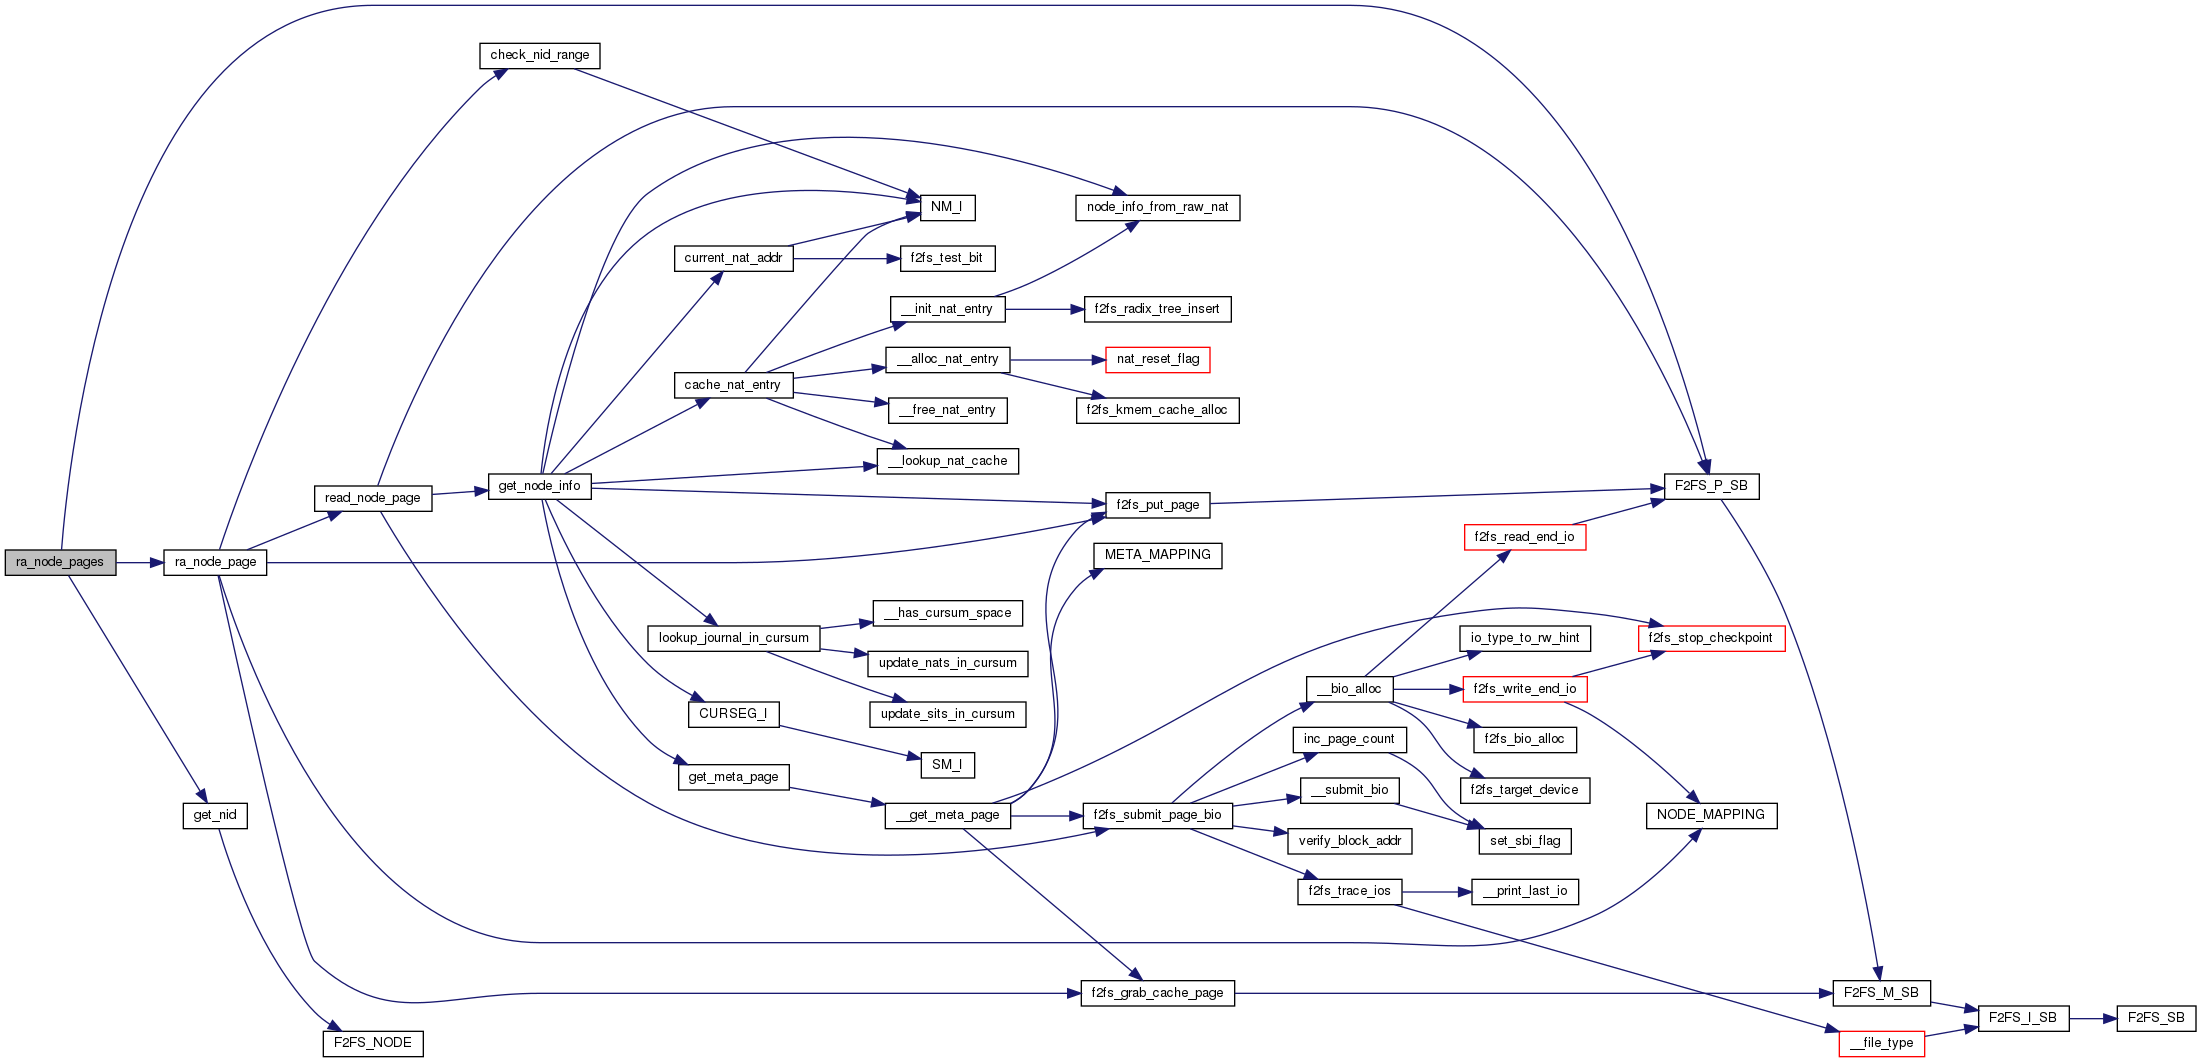 check_nid_range
NM_I
node_info_from_raw_nat
current_nat_addr
f2fs_test_bit
__init_nat_entry
f2fs_radix_tree_insert
__alloc_nat_entry
nat_reset_flag
cache_nat_entry
__free_nat_entry
f2fs_kmem_cache_alloc
__lookup_nat_cache
read_node_page
get_node_info
f2fs_put_page
F2FS_P_SB
f2fs_read_end_io
META_MAPPING
ra_node_pages
ra_node_page
__has_cursum_space
lookup_journal_in_cursum
io_type_to_rw_hint
f2fs_stop_checkpoint
update_nats_in_cursum
__bio_alloc
f2fs_write_end_io
CURSEG_I
update_sits_in_cursum
inc_page_count
f2fs_bio_alloc
SM_I
get_meta_page
__submit_bio
f2fs_target_device
get_nid
__get_meta_page
f2fs_submit_page_bio
NODE_MAPPING
verify_block_addr
set_sbi_flag
f2fs_trace_ios
__print_last_io
f2fs_grab_cache_page
F2FS_M_SB
F2FS_I_SB
F2FS_SB
F2FS_NODE
__file_type